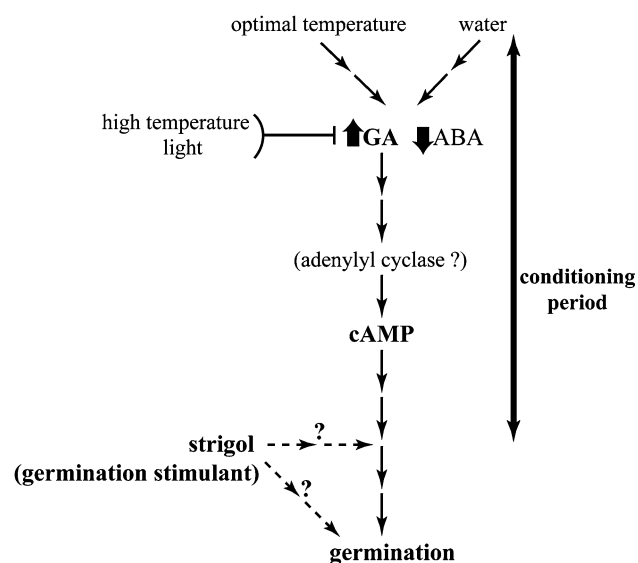 optimal temperature
water
high temperature
light
GA
ABA
(adenylyl cyclase ?)
conditioning
period
cAMP
?
strigol
(germination stimulant)
?
germination